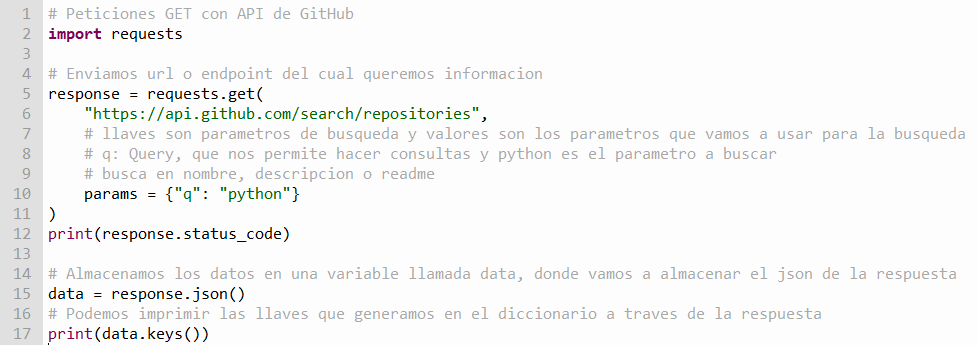 1 # Peticiones GET con API de GitHub
2 import requests
3
4 # Enviamos url o endpoint del cual queremos informacion
5 response = requests.get(
6     "https://api.github.com/search/repositories",
7     # llaves son parametros de busqueda y valores son los parametros que vamos a usar para la busqueda
8     # q: Query, que nos permite hacer consultas y python es el parametro a buscar
9     # busca en nombre, descripcion o readme
10     params = {"q": "python"}
11 )
12 print(response.status_code)
13
14 # Almacenamos los datos en una variable llamada data, donde vamos a almacenar el json de la respuesta
15 data = response.json()
16 # Podemos imprimir las llaves que generamos en el diccionario a traves de la respuesta
17 print(data.keys())